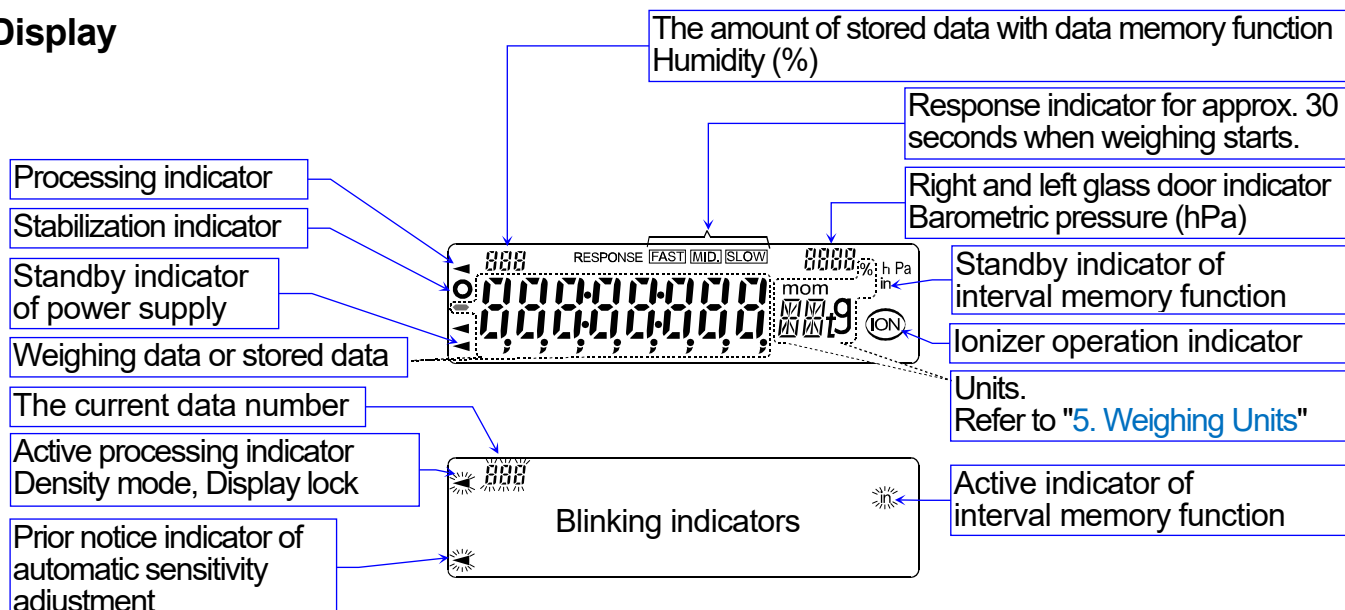 Display
The amount of stored data with data memory function
Humidity (%)
Response indicator for approx. 30
seconds when weighing starts.
Processing indicator
Right and left glass door indicator
Barometric pressure (hPa)
Stabilization indicator
Standby indicator
of power supply
888
RESPONSE FAST MID. SLOW
8888 % h Pa
in
mom
g
t
ION
Standby indicator of
interval memory function
Weighing data or stored data
Ionizer operation indicator
The current data number
Units.
Refer to "5. Weighing Units"
Active processing indicator
Density mode, Display lock
888
Blinking indicators
in
Active indicator of
interval memory function
Prior notice indicator of
automatic sensitivity
adjustment